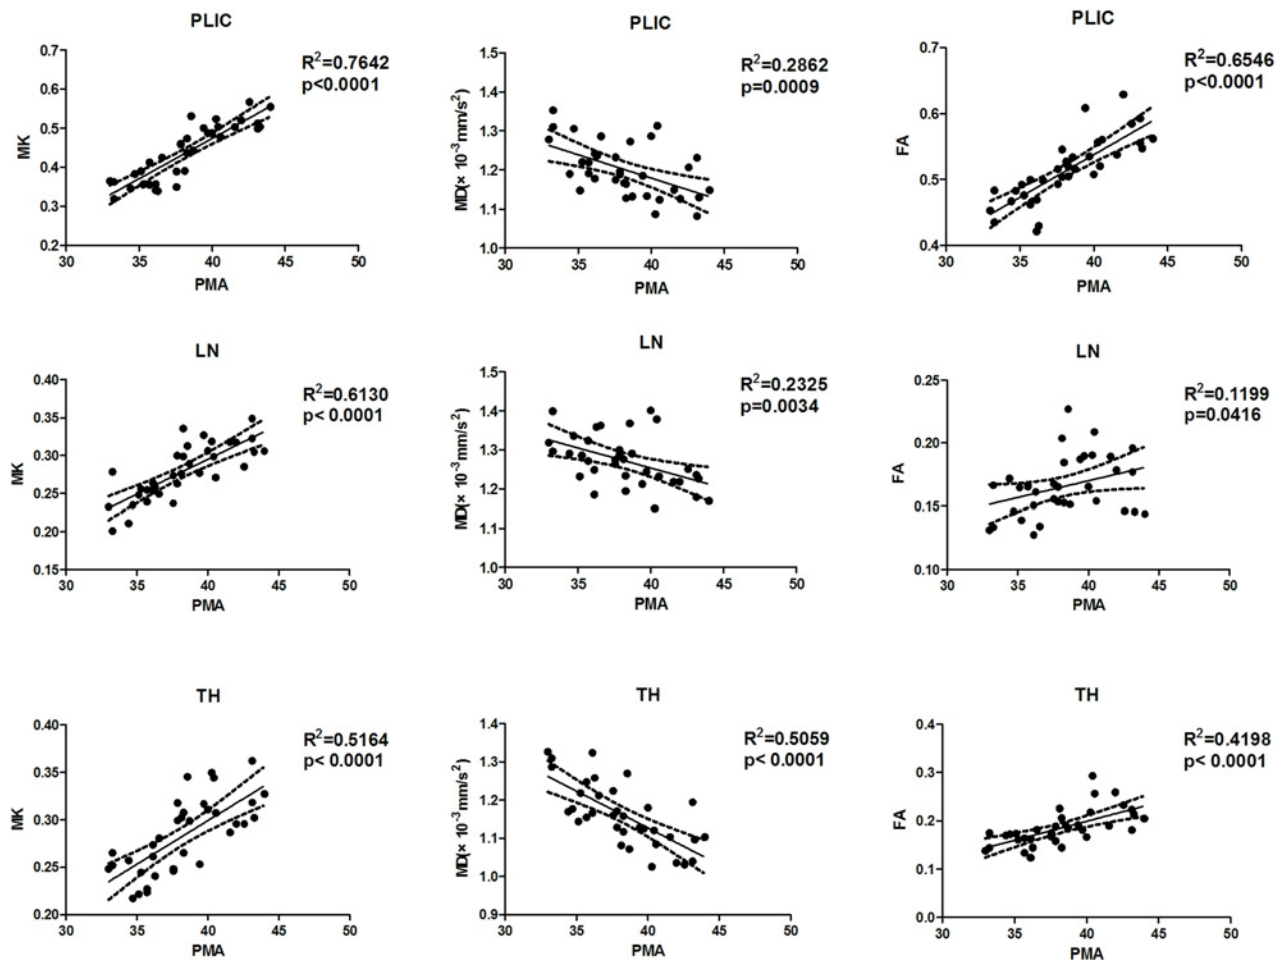 PLIC
R²=0.7642
p<0.0001
MK
0.7
0.6
0.5
0.4
0.3
0.2
30 35 40 45 50
PMA
PLIC
R²=0.2862
p=0.0009
MD(× 10⁻³mm/s²)
1.5
1.4
1.3
1.2
1.1
1.0
30 35 40 45 50
PMA
PLIC
R²=0.6546
p<0.0001
FA
0.7
0.6
0.5
0.4
30 35 40 45 50
PMA
LN
R²=0.6130
p< 0.0001
MK
0.40
0.35
0.30
0.25
0.20
0.15
30 35 40 45 50
PMA
LN
R²=0.2325
p=0.0034
MD(× 10⁻³mm/s²)
1.5
1.4
1.3
1.2
1.1
1.0
30 35 40 45 50
PMA
LN
R²=0.1199
p=0.0416
FA
0.25
0.20
0.15
0.10
30 35 40 45 50
PMA
TH
R²=0.5164
p< 0.0001
MK
0.40
0.35
0.30
0.25
0.20
30 35 40 45 50
PMA
TH
R²=0.5059
p< 0.0001
MD(× 10⁻³mm/s²)
1.4
1.3
1.2
1.1
1.0
0.9
30 35 40 45 50
PMA
TH
R²=0.4198
p< 0.0001
FA
0.4
0.3
0.2
0.1
0.0
30 35 40 45 50
PMA